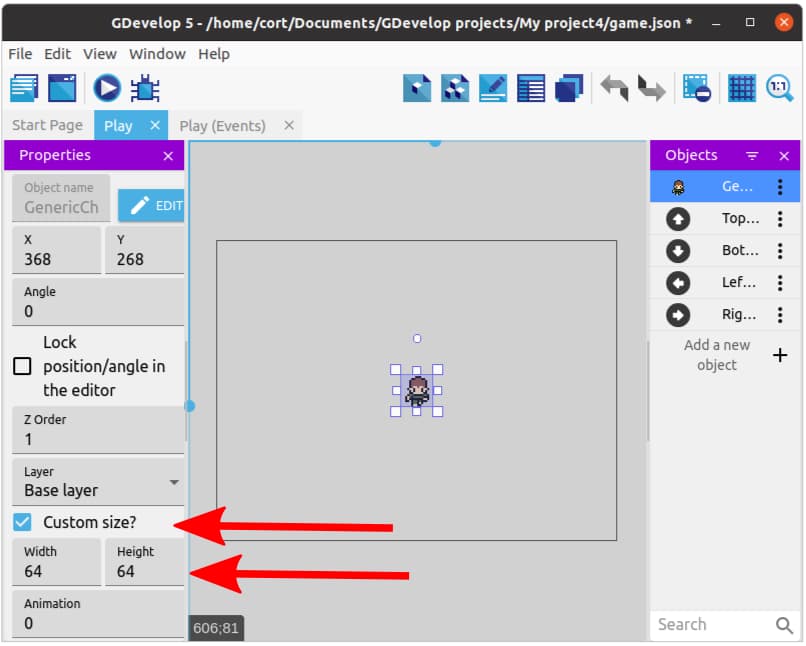 GDevelop 5 - /home/cort/Documents/GDevelop projects/My project4/game.json *
File Edit View Window Help
1:1
Start Page Play Play (Events)
Properties
Object name
GenericCh
EDIT
X
368
Y
268
Angle
0
Lock
position/angle in
the editor
Z Order
1
Layer
Base layer
Custom size?
Width
64
Height
64
Animation
0
606;81
Objects
Ge...
Top...
Bot...
Lef...
Rig...
Add a new
object
Search